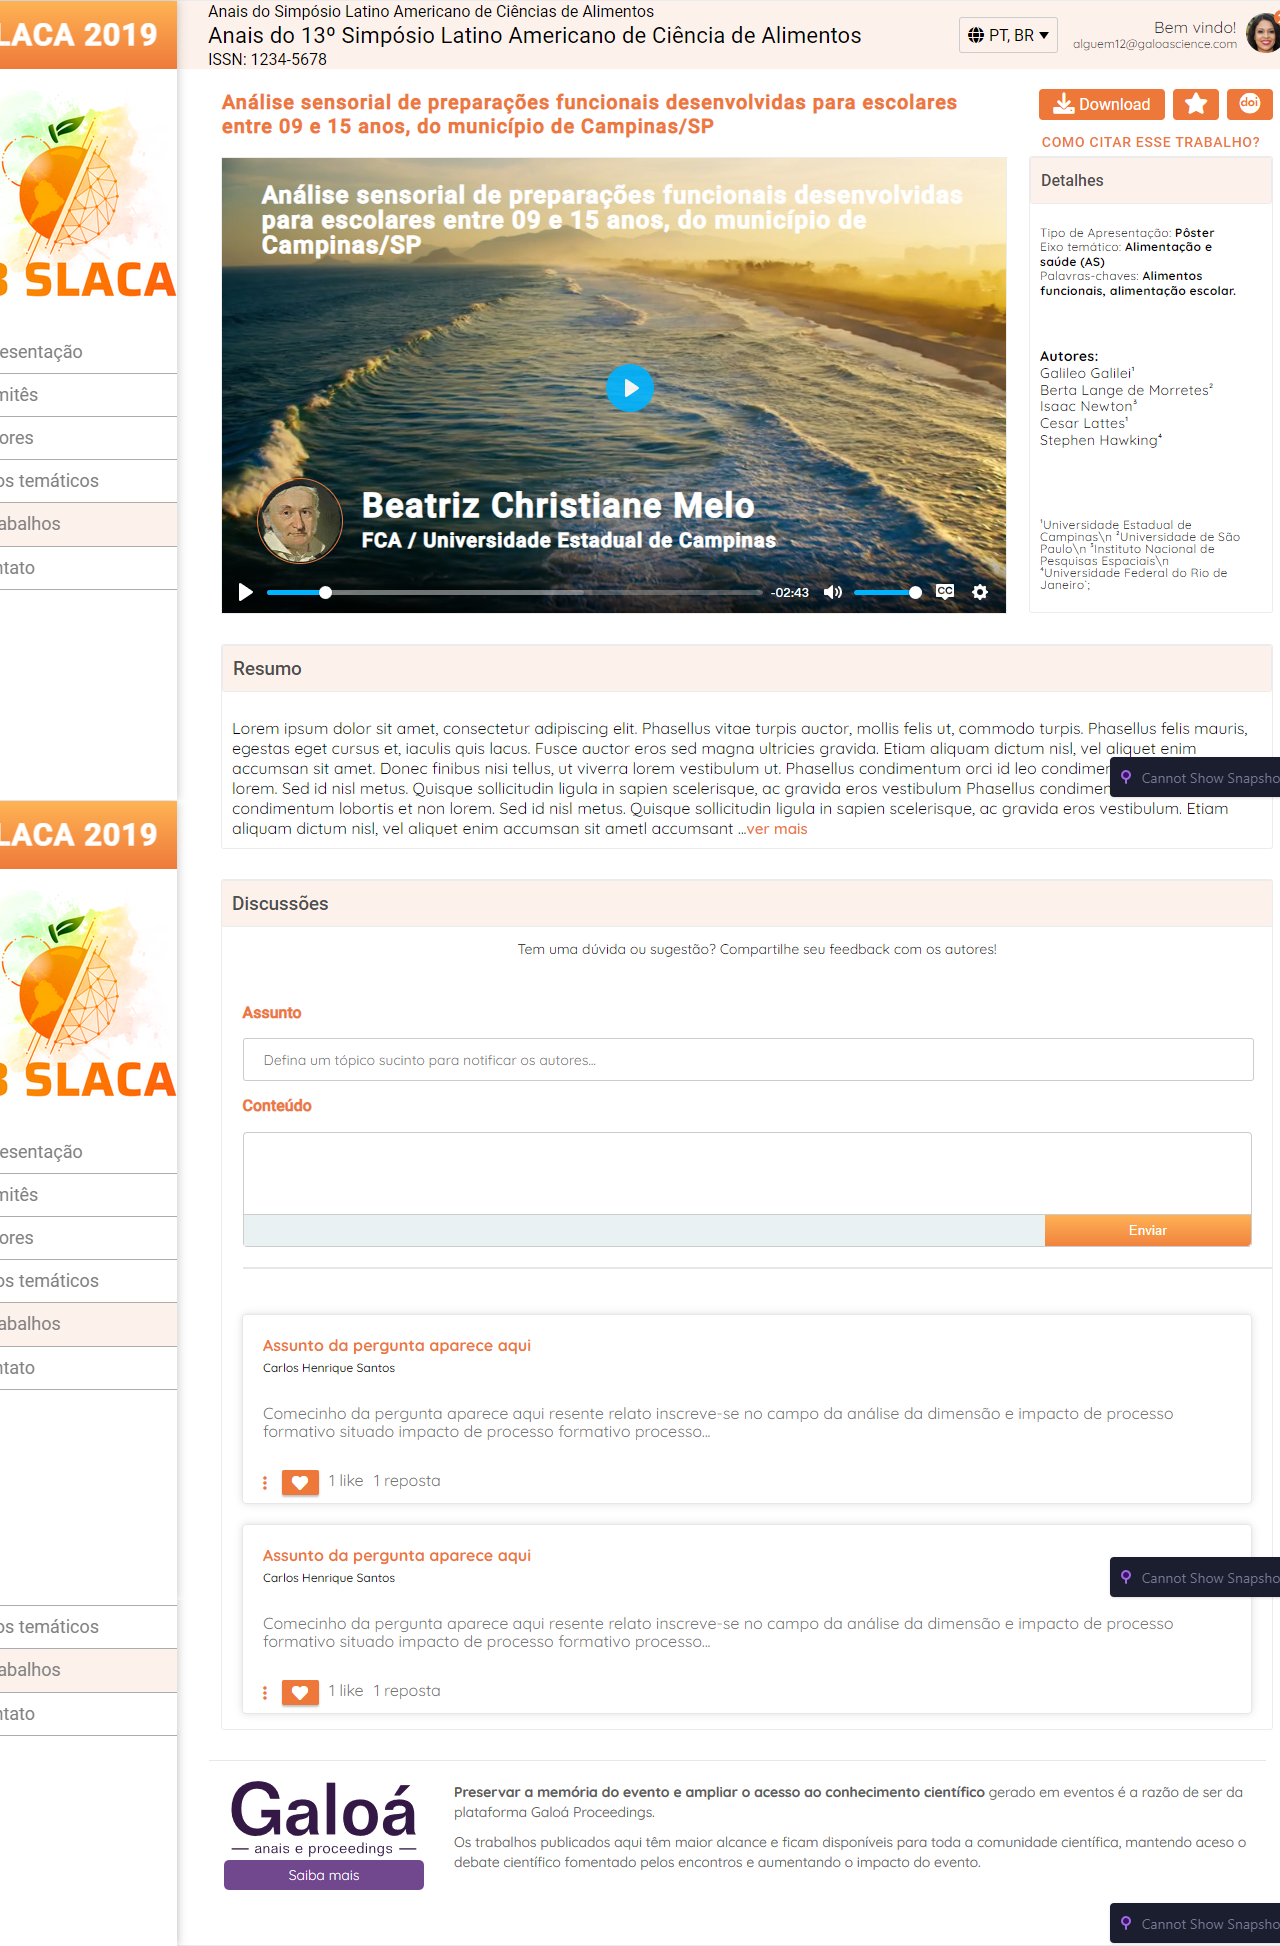 LACA 2019
Anais do Simpósio Latino Americano de Ciências de Alimentos
Anais do 13º Simpósio Latino Americano de Ciência de Alimentos
ISSN: 1234-5678
PT, BR
Bem vindo!
alguem12@galoascience.com
SLACA
esentação
mitês
ores
os temáticos
abalhos
ntato
Análise sensorial de preparações funcionais desenvolvidas para escolares
entre 09 e 15 anos, do município de Campinas/SP
Download
doi
COMO CITAR ESSE TRABALHO?
Análise sensorial de preparações funcionais desenvolvidas
para escolares entre 09 e 15 anos, do município de
Campinas/SP
Beatriz Christiane Melo
FCA / Universidade Estadual de Campinas
-02:43
CC
Detalhes
Tipo de Apresentação: Pôster
Eixo temático: Alimentação e
saúde (AS)
Palavras-chaves: Alimentos
funcionais, alimentação escolar.
Autores:
Galileo Galilei¹
Berta Lange de Morretes²
Isaac Newton³
Cesar Lattes¹
Stephen Hawking⁴
¹Universidade Estadual de
Campinas\n ²Universidade de São
Paulo\n ³Instituto Nacional de
Pesquisas Espaciais\n
⁴Universidade Federal do Rio de
Janeiro;
Resumo
Lorem ipsum dolor sit amet, consectetur adipiscing elit. Phasellus vitae turpis auctor, mollis felis ut, commodo turpis. Phasellus felis mauris,
egestas eget cursus et, iaculis quis lacus. Fusce auctor eros sed magna ultricies gravida. Etiam aliquam dictum nisl, vel aliquet enim
accumsan sit amet. Donec finibus nisi tellus, ut viverra lorem vestibulum ut. Phasellus condimentum orci id leo condimen
lorem. Sed id nisl metus. Quisque sollicitudin ligula in sapien scelerisque, ac gravida eros vestibulum Phasellus condimen
condimentum lobortis et non lorem. Sed id nisl metus. Quisque sollicitudin ligula in sapien scelerisque, ac gravida eros vestibulum. Etiam
aliquam dictum nisl, vel aliquet enim accumsan sit ametl accumsant ...ver mais
Cannot Show Snapsho
LACA 2019
SLACA
esentação
mitês
ores
os temáticos
abalhos
ntato
Discussões
Tem uma dúvida ou sugestão? Compartilhe seu feedback com os autores!
Assunto
Defina um tópico sucinto para notificar os autores...
Conteúdo
Enviar
Assunto da pergunta aparece aqui
Carlos Henrique Santos
Comecinho da pergunta aparece aqui resente relato inscreve-se no campo da análise da dimensão e impacto de processo
formativo situado impacto de processo formativo processo...
1 like 1 reposta
Assunto da pergunta aparece aqui
Carlos Henrique Santos
Comecinho da pergunta aparece aqui resente relato inscreve-se no campo da análise da dimensão e impacto de processo
formativo situado impacto de processo formativo processo...
1 like 1 reposta
Cannot Show Snapsho
os temáticos
abalhos
ntato
Galoá
anais e proceedings
Saiba mais
Preservar a memória do evento e ampliar o acesso ao conhecimento científico gerado em eventos é a razão de ser da
plataforma Galoá Proceedings.
Os trabalhos publicados aqui têm maior alcance e ficam disponíveis para toda a comunidade científica, mantendo aceso o
debate científico fomentado pelos encontros e aumentando o impacto do evento.
Cannot Show Snapsho